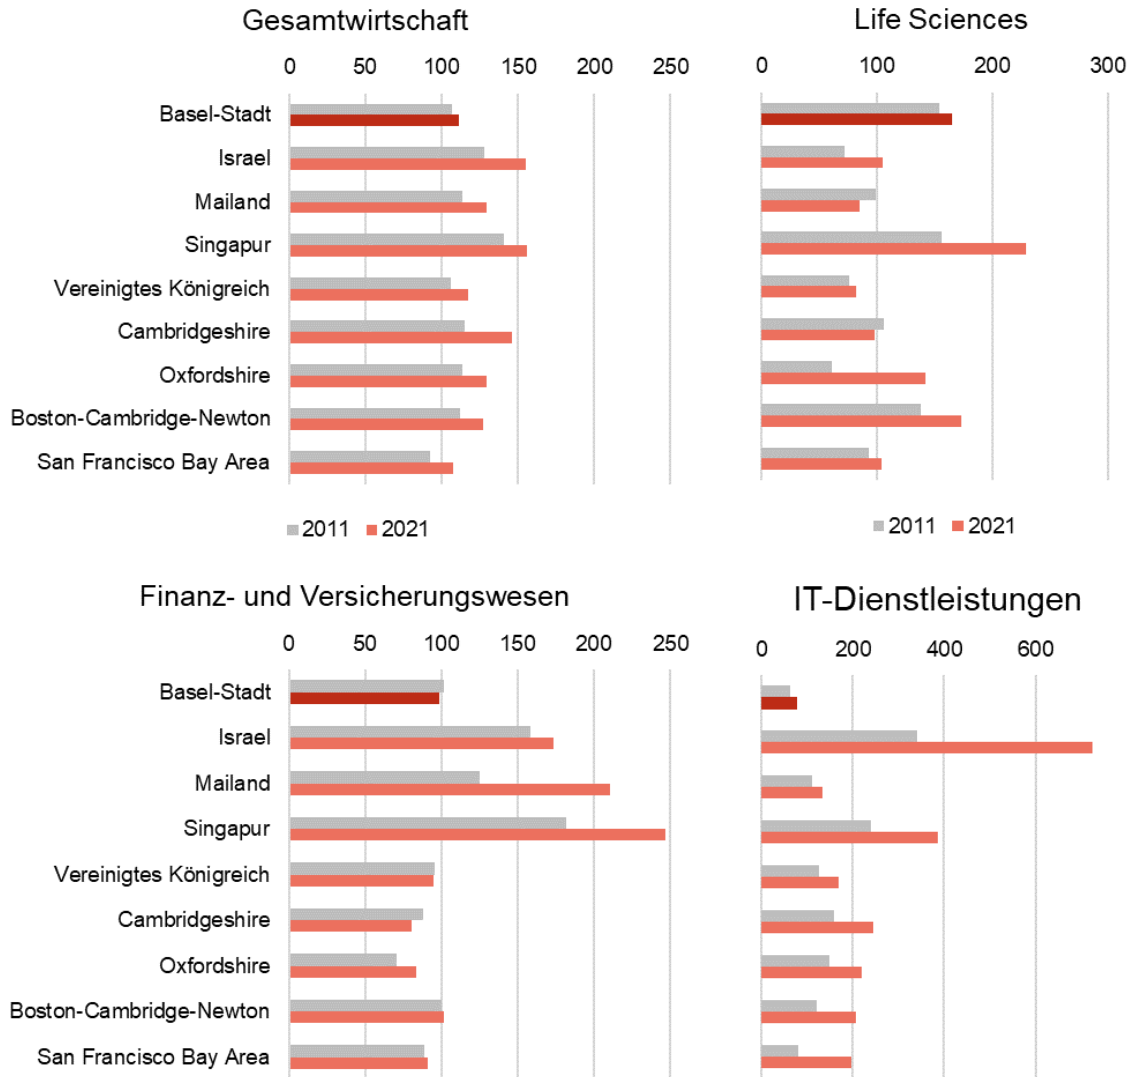 Gesamtwirtschaft
0 50 100 150 200 250
Basel-Stadt
Israel
Mailand
Singapur
Vereinigtes Königreich
Cambridgeshire
Oxfordshire
Boston-Cambridge-Newton
San Francisco Bay Area
2011 2021
Life Sciences
0 100 200 300
2011 2021
Finanz- und Versicherungswesen
0 50 100 150 200 250
Basel-Stadt
Israel
Mailand
Singapur
Vereinigtes Königreich
Cambridgeshire
Oxfordshire
Boston-Cambridge-Newton
San Francisco Bay Area
IT-Dienstleistungen
0 200 400 600